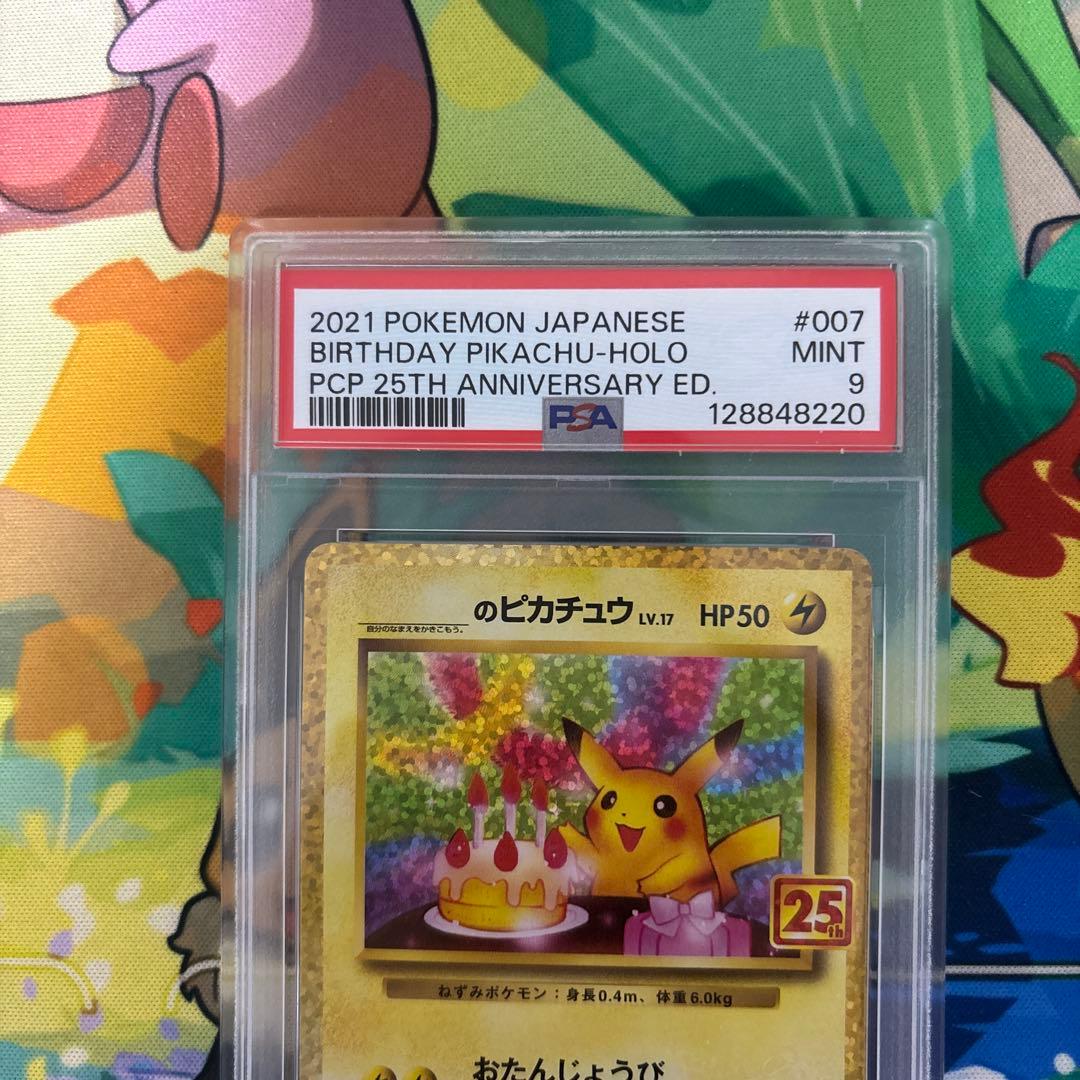 2021 POKEMON JAPANESE #007
BIRTHDAY PIKACHU-HOLO MINT
PCP 25TH ANNIVERSARY ED. 9
PSA 128848220
のピカチュウ LV.17 HP50
自分のなまえをかきこもう。
25th
ねずみポケモン：身長0.4m、体重6.0kg
おたんじょうび